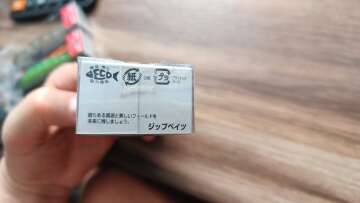 ECO
紙
プラ
限りある資源と美しいフィールドを
未来に残しましょう。
ジップベイツ